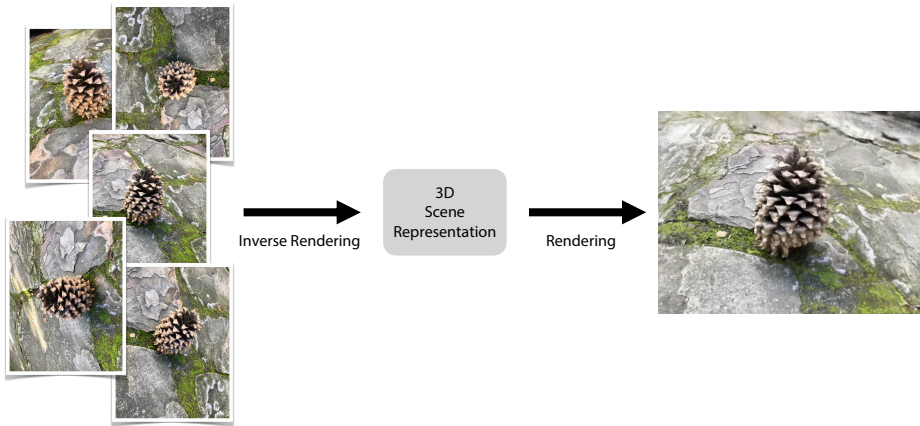 Inverse Rendering
3D
Scene
Representation
Rendering